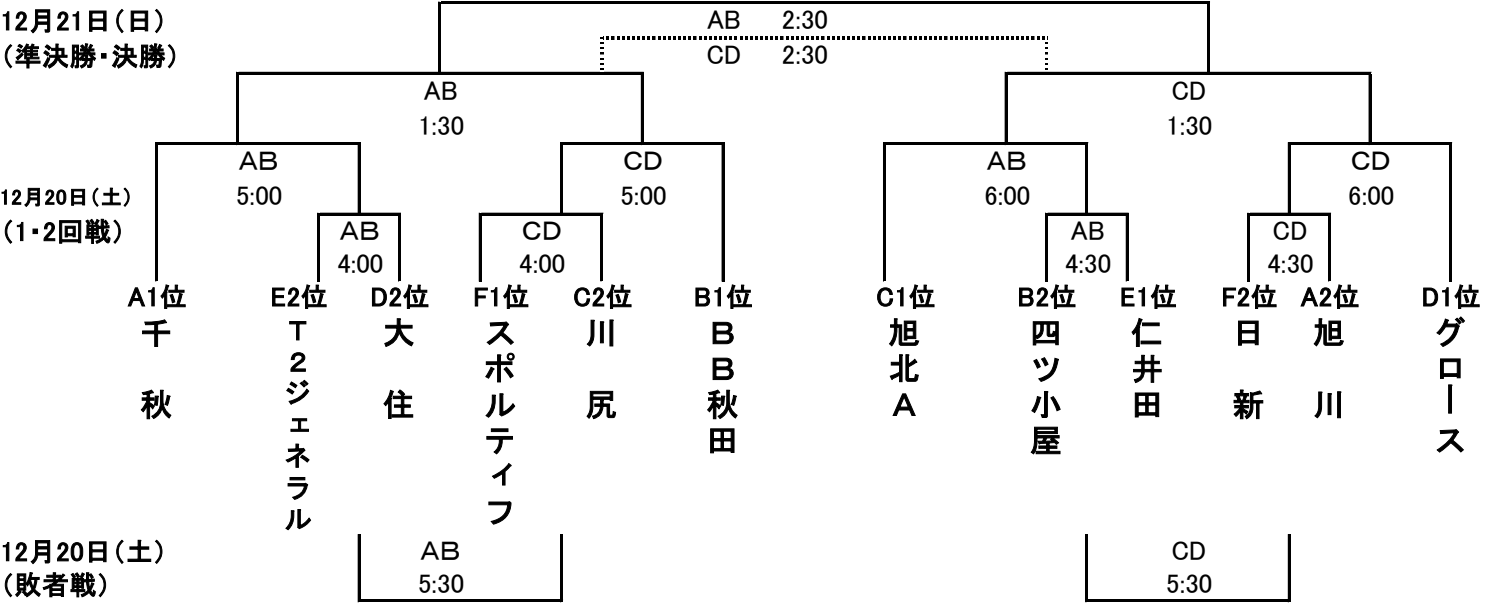 12月21日(日)
(準決勝・決勝)
AB 2:30
CD 2:30
AB
1:30
CD
1:30
12月20日(土)
(1・2回戦)
AB
5:00
CD
5:00
AB
6:00
CD
6:00
AB
4:00
CD
4:00
AB
4:30
CD
4:30
A1位
E2位
D2位
F1位
C2位
B1位
C1位
B2位
E1位
F2位
A2位
D1位
千秋
T2ジェネラル
大住
スポルティフ
川尻
BB秋田
旭北A
四ツ小屋
仁井田
日新
旭川
グロース
12月20日(土)
(敗者戦)
AB
5:30
CD
5:30